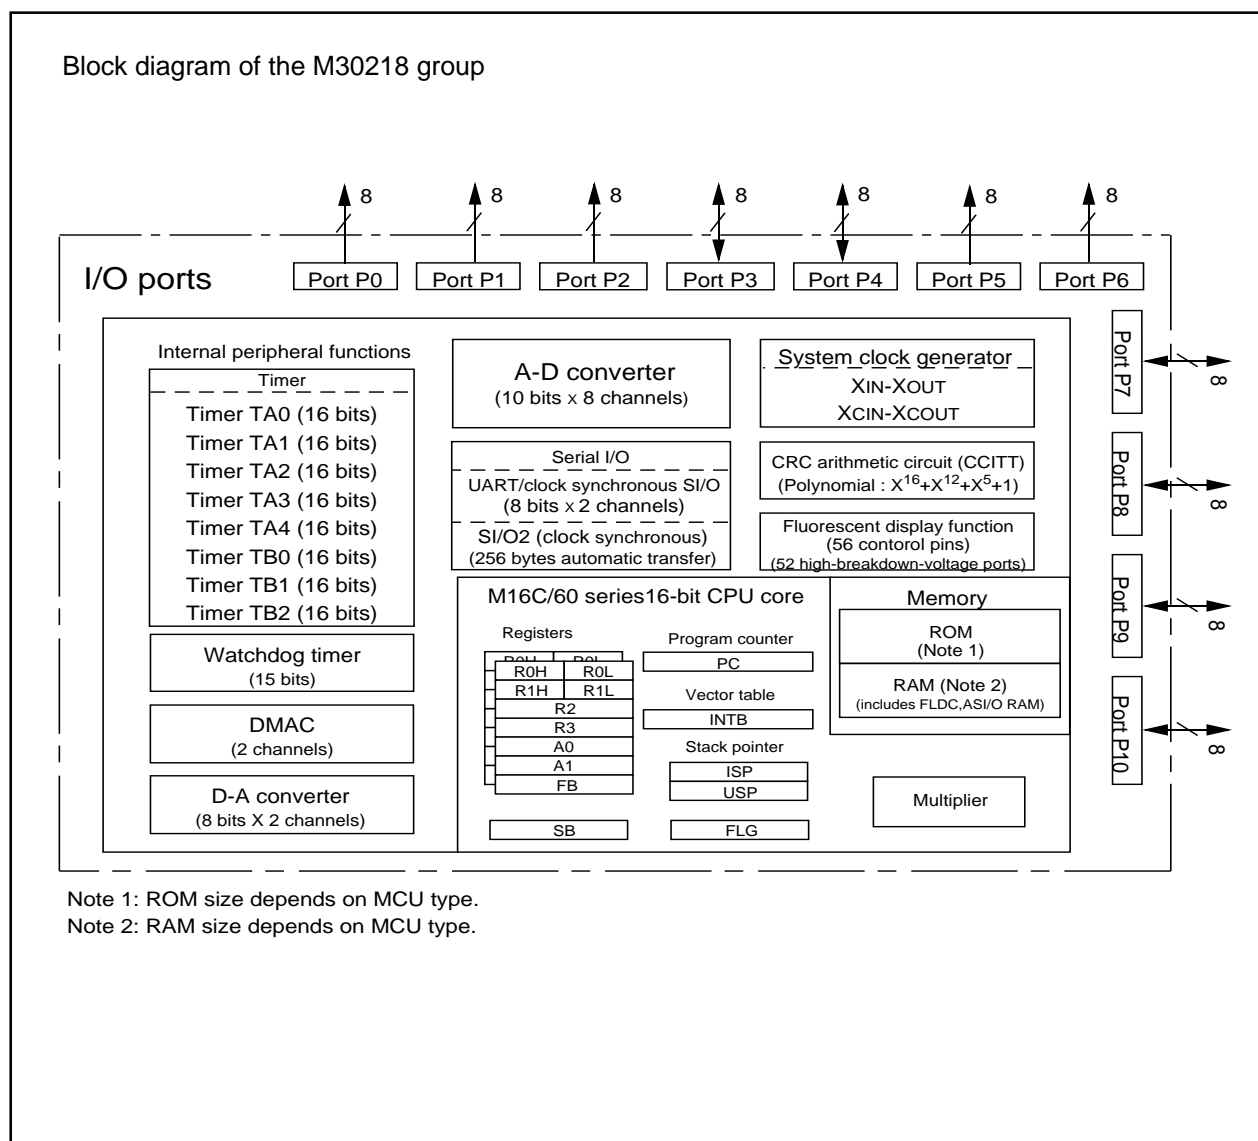 Block diagram of the M30218 group
8 8 8 8 8 8 8
I/O ports
Port P0 Port P1 Port P2 Port P3 Port P4 Port P5 Port P6
Port P7
8
Port P8
8
Port P9
8
Port P10
8
Internal peripheral functions
Timer
Timer TA0 (16 bits)
Timer TA1 (16 bits)
Timer TA2 (16 bits)
Timer TA3 (16 bits)
Timer TA4 (16 bits)
Timer TB0 (16 bits)
Timer TB1 (16 bits)
Timer TB2 (16 bits)
Watchdog timer
(15 bits)
DMAC
(2 channels)
D-A converter
(8 bits X 2 channels)
A-D converter
(10 bits x 8 channels)
Serial I/O
UART/clock synchronous SI/O
(8 bits x 2 channels)
SI/O2 (clock synchronous)
(256 bytes automatic transfer)
System clock generator
XIN-XOUT
XCIN-XCOUT
CRC arithmetic circuit (CCITT)
(Polynomial : X16+X12+X5+1)
Fluorescent display function
(56 contorol pins)
(52 high-breakdown-voltage ports)
M16C/60 series16-bit CPU core
Registers
R0H R0L
R0H R0L
R1H R1L
R2
R3
A0
A1
FB
SB
Program counter
PC
Vector table
INTB
Stack pointer
ISP
USP
FLG
Memory
ROM
(Note 1)
RAM (Note 2)
(includes FLDC,ASI/O RAM)
Multiplier
Note 1: ROM size depends on MCU type.
Note 2: RAM size depends on MCU type.